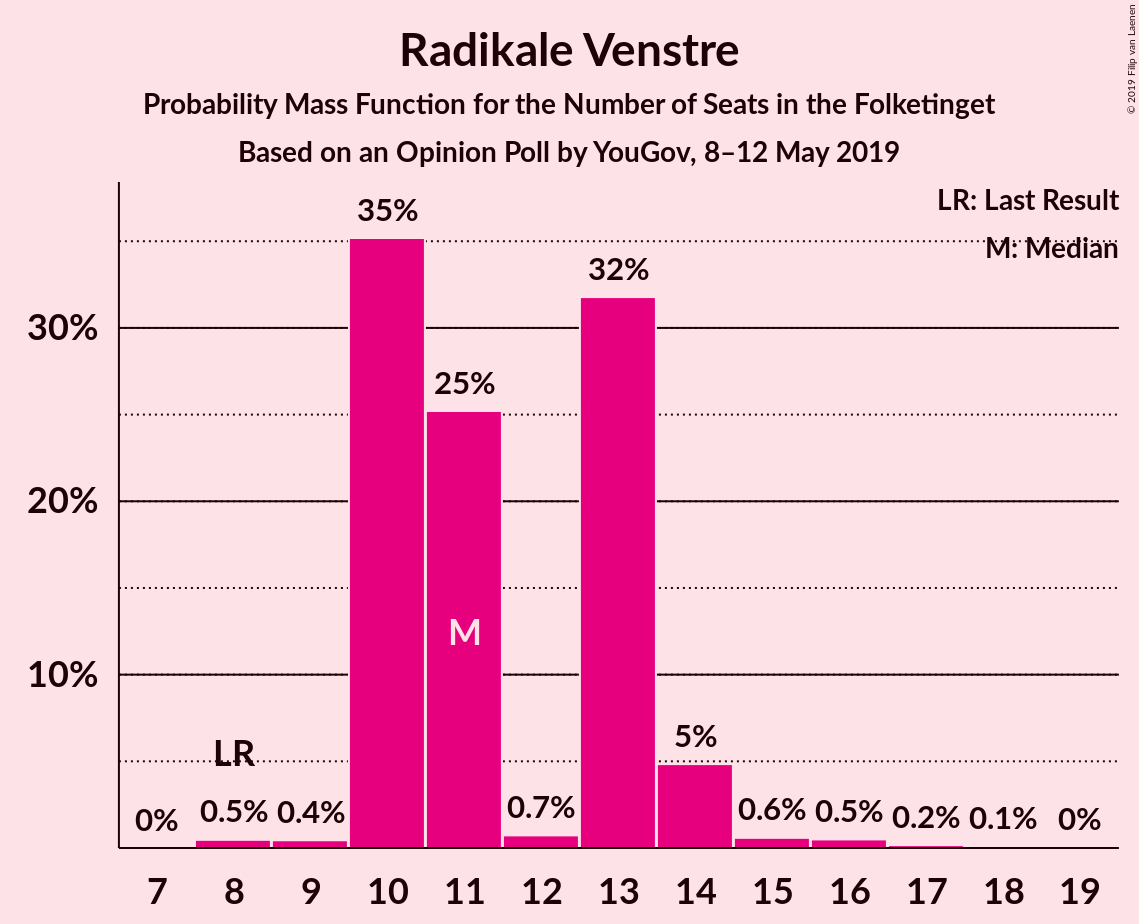 Radikale Venstre
Probability Mass Function for the Number of Seats in the Folketinget
Based on an Opinion Poll by YouGov, 8–12 May 2019
© 2019 Filip van Laenen
LR: Last Result
M: Median
35%
32%
30%
25%
20%
M
10%
LR
5%
0%
0.5%
0.4%
0.7%
0.6%
0.5%
0.2%
0.1%
0%
7 8 9 10 11 12 13 14 15 16 17 18 19